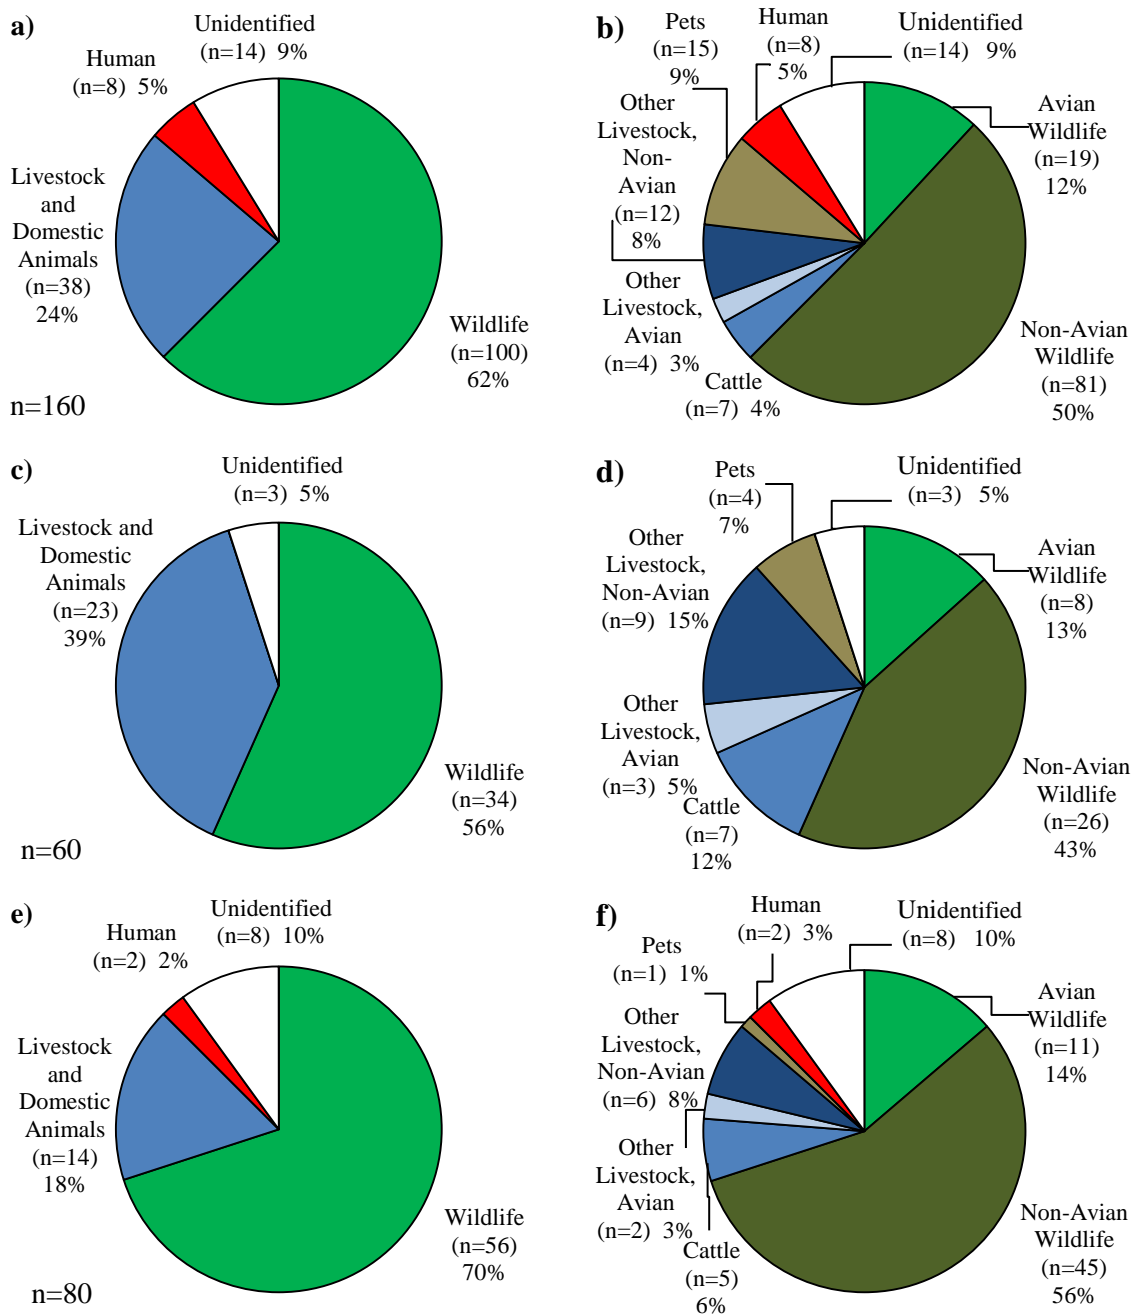 a)
Unidentified
(n=14) 9%
Human
(n=8) 5%
Livestock
and
Domestic
Animals
(n=38)
24%
Wildlife
(n=100)
62%
n=160
b)
Pets
(n=15)
9%
Human
(n=8)
5%
Unidentified
(n=14) 9%
Other
Livestock,
Non-
Avian
(n=12)
8%
Avian
Wildlife
(n=19)
12%
Other
Livestock,
Avian
(n=4) 3%
Cattle
(n=7) 4%
Non-Avian
Wildlife
(n=81)
50%
c)
Unidentified
(n=3) 5%
Livestock and
Domestic
Animals
(n=23)
39%
Wildlife
(n=34)
56%
n=60
d)
Pets
(n=4)
7%
Unidentified
(n=3) 5%
Other
Livestock,
Non-Avian
(n=9) 15%
Avian
Wildlife
(n=8)
13%
Other
Livestock,
Avian
(n=3) 5%
Cattle
(n=7)
12%
Non-Avian
Wildlife
(n=26)
43%
e)
Unidentified
(n=8) 10%
Human
(n=2) 2%
Livestock
and
Domestic
Animals
(n=14)
18%
Wildlife
(n=56)
70%
n=80
f)
Human
(n=2) 3%
Unidentified
(n=8) 10%
Pets
(n=1) 1%
Other
Livestock,
Non-Avian
(n=6) 8%
Avian
Wildlife
(n=11)
14%
Other
Livestock,
Avian
(n=2) 3%
Cattle
(n=5)
6%
Non-Avian
Wildlife
(n=45)
56%